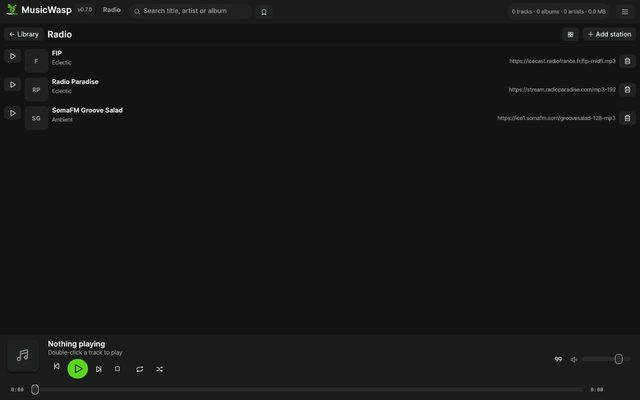 MusicWasp v0.7.0 Radio Search title, artist or album 0 tracks · 0 albums · 0 artists · 0.0 MB
← Library Radio + Add station
F FIP https://icecast.radiofrance.fr/fip-midfi.mp3
Eclectic
RP Radio Paradise https://stream.radioparadise.com/mp3-192
Eclectic
SG SomaFM Groove Salad https://ice1.somafm.com/groovesalad-128-mp3
Ambient
Nothing playing
Double-click a track to play
0:00 0:00